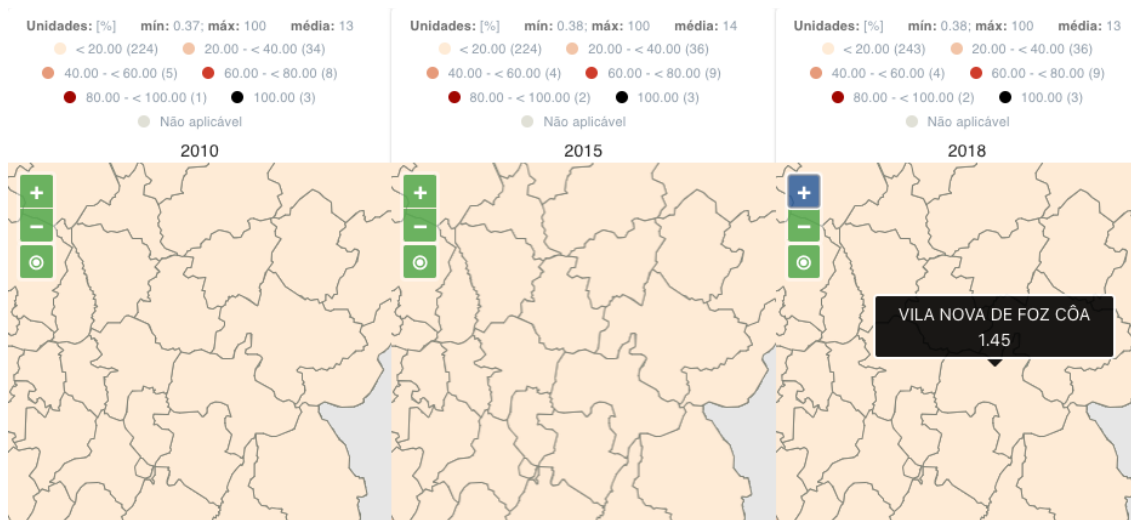 Unidades: [%] mín: 0.37; máx: 100 média: 13
< 20.00 (224) 20.00 - < 40.00 (34)
40.00 - < 60.00 (5) 60.00 - < 80.00 (8)
80.00 - < 100.00 (1) 100.00 (3)
Não aplicável
2010
+
−
Unidades: [%] mín: 0.38; máx: 100 média: 14
< 20.00 (224) 20.00 - < 40.00 (36)
40.00 - < 60.00 (4) 60.00 - < 80.00 (9)
80.00 - < 100.00 (2) 100.00 (3)
Não aplicável
2015
+
−
Unidades: [%] mín: 0.38; máx: 100 média: 13
< 20.00 (243) 20.00 - < 40.00 (36)
40.00 - < 60.00 (4) 60.00 - < 80.00 (9)
80.00 - < 100.00 (2) 100.00 (3)
Não aplicável
2018
+
−
VILA NOVA DE FOZ CÔA
1.45